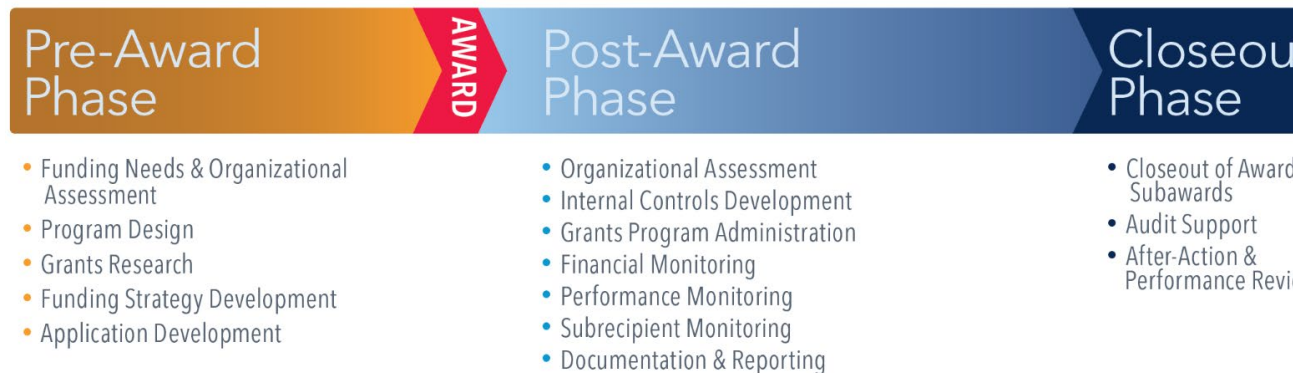 Pre-Award
Phase
AWARD
Post-Award
Phase
Closeou
Phase
• Funding Needs & Organizational
Assessment
• Program Design
• Grants Research
• Funding Strategy Development
• Application Development
• Organizational Assessment
• Internal Controls Development
• Grants Program Administration
• Financial Monitoring
• Performance Monitoring
• Subrecipient Monitoring
• Documentation & Reporting
• Closeout of Award
Subawards
• Audit Support
• After-Action &
Performance Revi